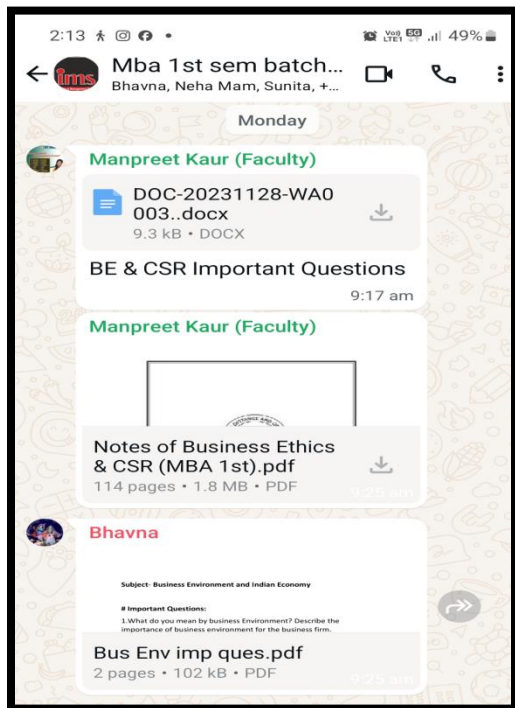 2:13
Voo) 5G
LTE1 49%
ims
Mba 1st sem batch...
Bhavna, Neha Mam, Sunita, +...
Monday
Manpreet Kaur (Faculty)
DOC-20231128-WA0
003..docx
9.3 kB • DOCX
BE & CSR Important Questions
9:17 am
Manpreet Kaur (Faculty)
Notes of Business Ethics
& CSR (MBA 1st).pdf
114 pages • 1.8 MB • PDF
9:25 am
Bhavna
Subject- Business Environment and Indian Economy
# Important Questions:
1.What do you mean by business Environment? Describe the
importance of business environment for the business firm.
Bus Env imp ques.pdf
2 pages • 102 kB • PDF
9:25 am